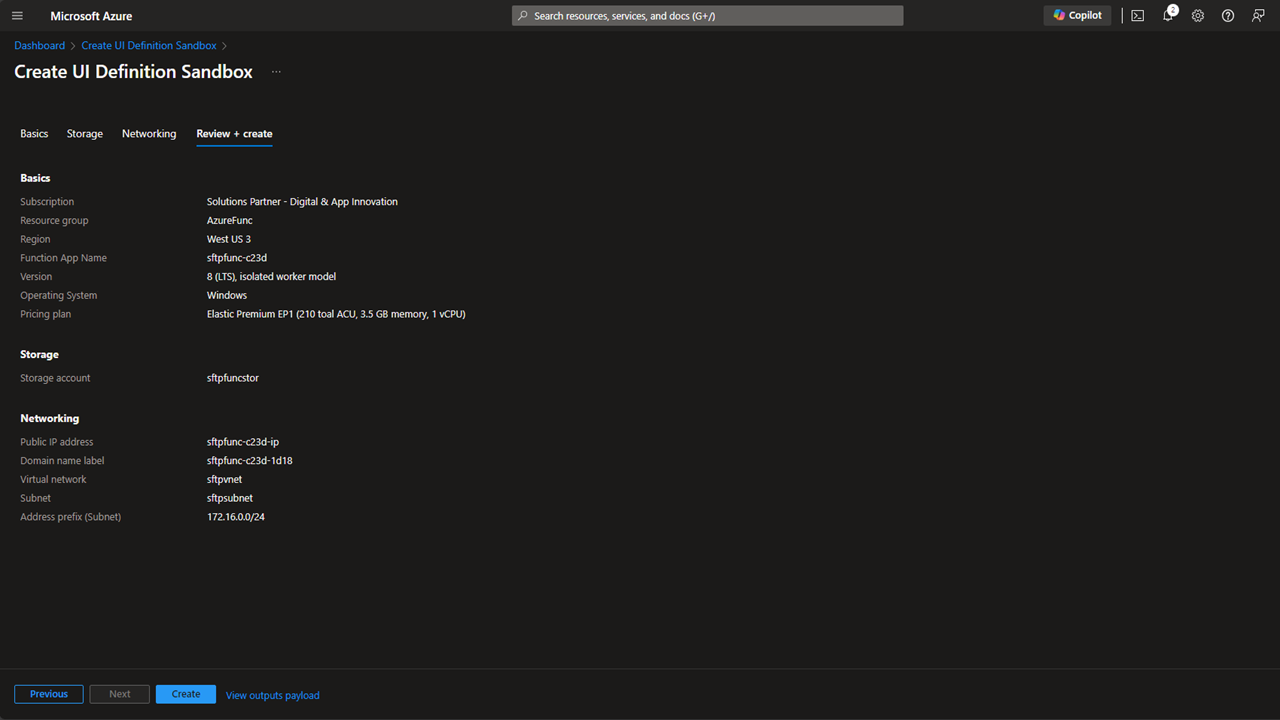 Microsoft Azure
Search resources, services, and docs (G+/)
Copilot
2
Dashboard > Create UI Definition Sandbox >
Create UI Definition Sandbox ...
Basics Storage Networking Review + create
Basics
Subscription Solutions Partner - Digital & App Innovation
Resource group AzureFunc
Region West US 3
Function App Name sftpfunc-c23d
Version 8 (LTS), isolated worker model
Operating System Windows
Pricing plan Elastic Premium EP1 (210 toal ACU, 3.5 GB memory, 1 vCPU)
Storage
Storage account sftpfuncstor
Networking
Public IP address sftpfunc-c23d-ip
Domain name label sftpfunc-c23d-1d18
Virtual network sftpvnet
Subnet sftpsubnet
Address prefix (Subnet) 172.16.0.0/24
Previous Next Create View outputs payload